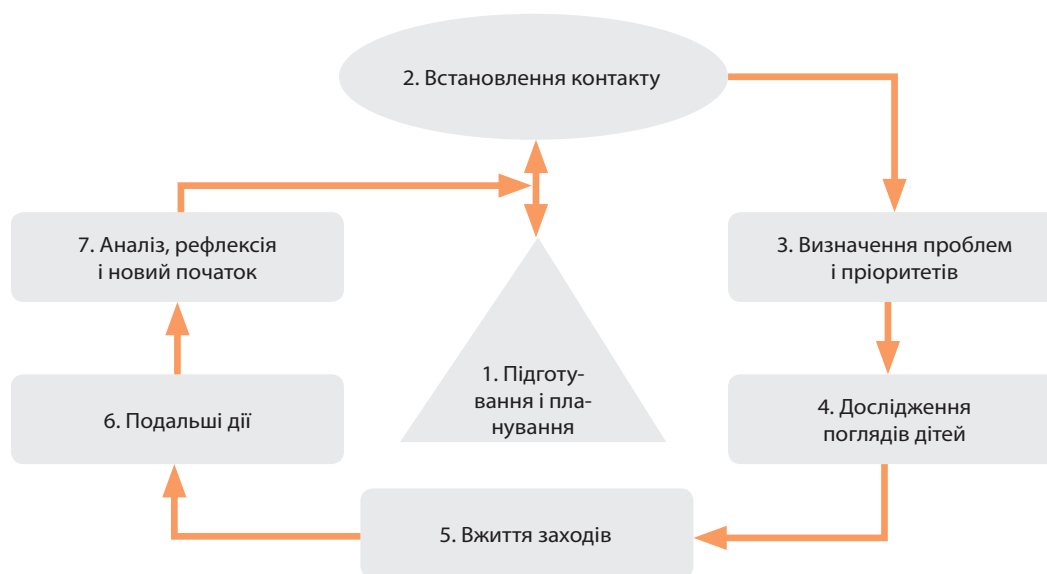 2. Встановлення контакту
7. Аналіз, рефлексія
і новий початок
3. Визначення проблем
і пріоритетів
1. Підготу-
вання і пла-
нування
6. Подальші дії
4. Дослідження
поглядів дітей
5. Вжиття заходів